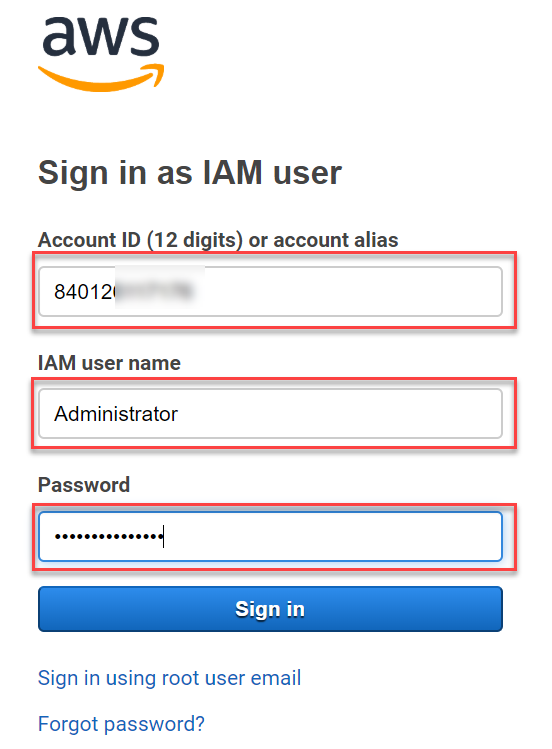 aws
Sign in as IAM user
Account ID (12 digits) or account alias
84012
IAM user name
Administrator
Password
•••••••••••••••
Sign in
Sign in using root user email
Forgot password?